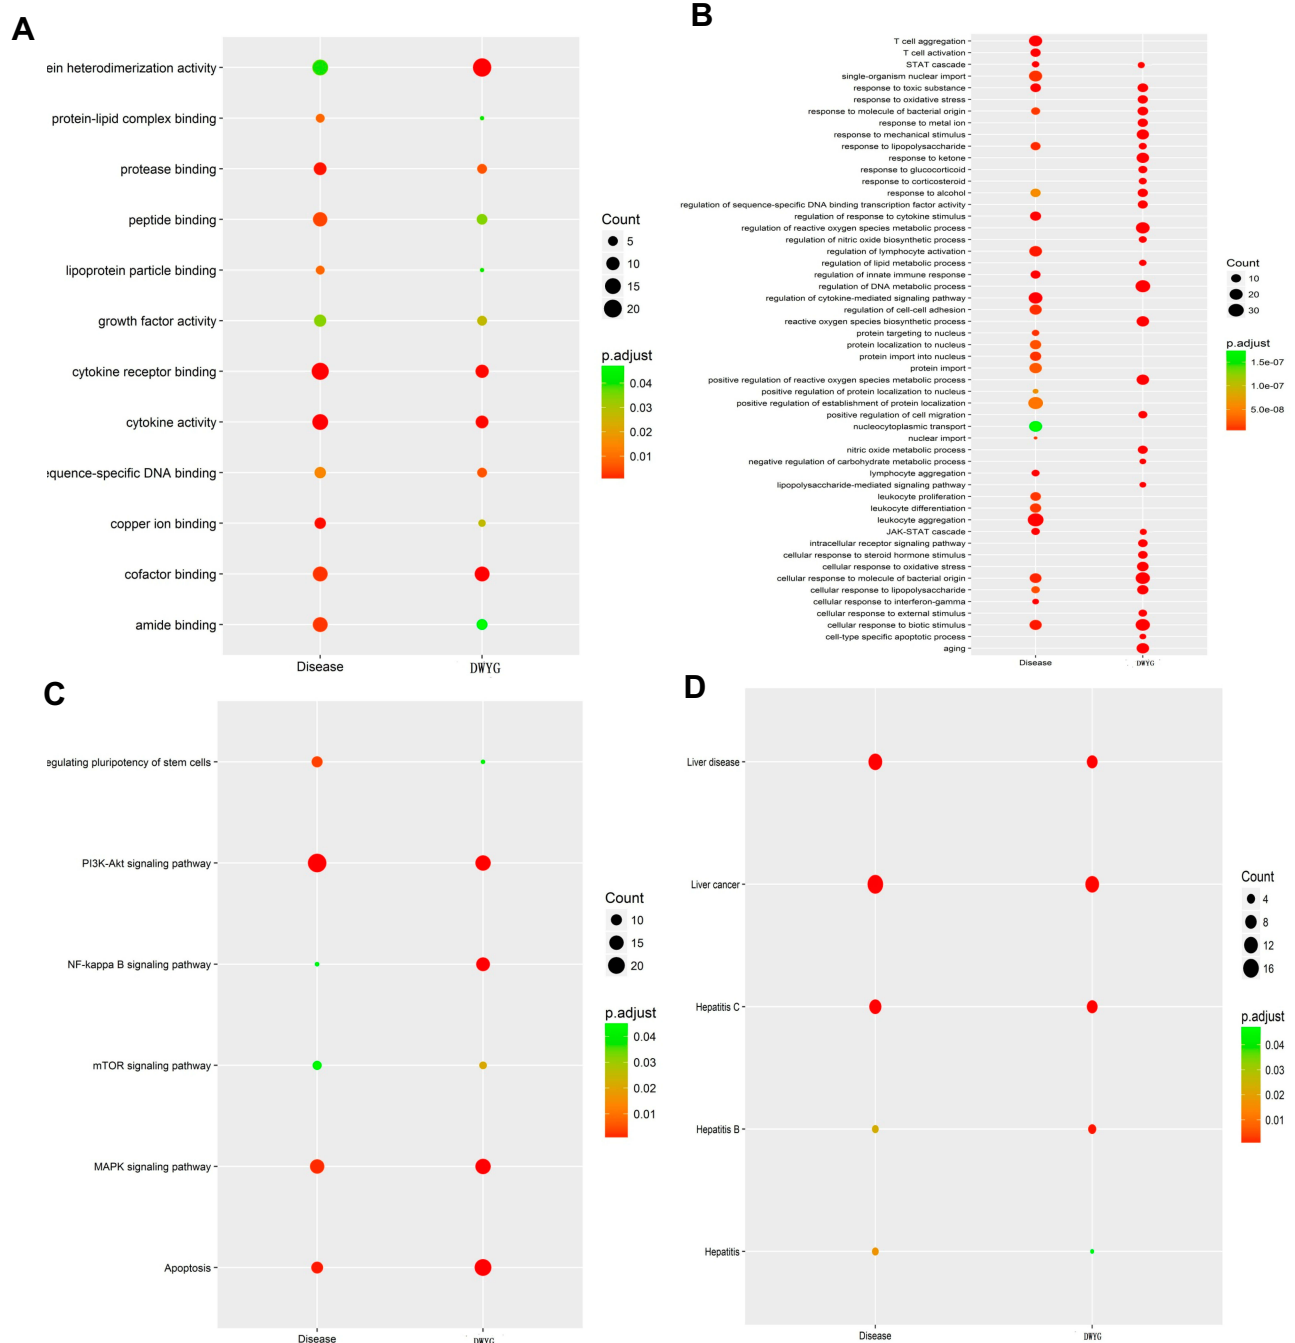 A
ein heterodimerization activity
protein-lipid complex binding
protease binding
peptide binding
lipoprotein particle binding
growth factor activity
cytokine receptor binding
cytokine activity
equence-specific DNA binding
copper ion binding
cofactor binding
amide binding
Disease
DWYG
Count
5
10
15
20
p.adjust
0.04
0.03
0.02
0.01
B
T cell aggregation
T cell activation
STAT cascade
single-organism nuclear import
response to toxic substance
response to oxidative stress
response to molecule of bacterial origin
response to metal ion
response to mechanical stimulus
response to lipopolysaccharide
response to ketone
response to glucocorticoid
response to corticosteroid
response to alcohol
regulation of sequence-specific DNA binding transcription factor activity
regulation of response to cytokine stimulus
regulation of reactive oxygen species metabolic process
regulation of nitric oxide biosynthetic process
regulation of lymphocyte activation
regulation of lipid metabolic process
regulation of innate immune response
regulation of DNA metabolic process
regulation of cytokine-mediated signaling pathway
regulation of cell-cell adhesion
reactive oxygen species biosynthetic process
protein targeting to nucleus
protein localization to nucleus
protein import into nucleus
protein import
positive regulation of reactive oxygen species metabolic process
positive regulation of protein localization to nucleus
positive regulation of establishment of protein localization
positive regulation of cell migration
nucleocytoplasmic transport
nuclear import
nitric oxide metabolic process
negative regulation of carbohydrate metabolic process
lymphocyte aggregation
lipopolysaccharide-mediated signaling pathway
leukocyte proliferation
leukocyte differentiation
leukocyte aggregation
JAK-STAT cascade
intracellular receptor signaling pathway
cellular response to steroid hormone stimulus
cellular response to oxidative stress
cellular response to molecule of bacterial origin
cellular response to lipopolysaccharide
cellular response to interferon-gamma
cellular response to external stimulus
cellular response to biotic stimulus
cell-type specific apoptotic process
aging
Disease
DWYG
Count
10
20
30
p.adjust
1.5e-07
1.0e-07
5.0e-08
C
egulating pluripotency of stem cells
PI3K-Akt signaling pathway
NF-kappa B signaling pathway
mTOR signaling pathway
MAPK signaling pathway
Apoptosis
Disease
DWYG
Count
10
15
20
p.adjust
0.04
0.03
0.02
0.01
D
Liver disease
Liver cancer
Hepatitis C
Hepatitis B
Hepatitis
Disease
DWYG
Count
4
8
12
16
p.adjust
0.04
0.03
0.02
0.01